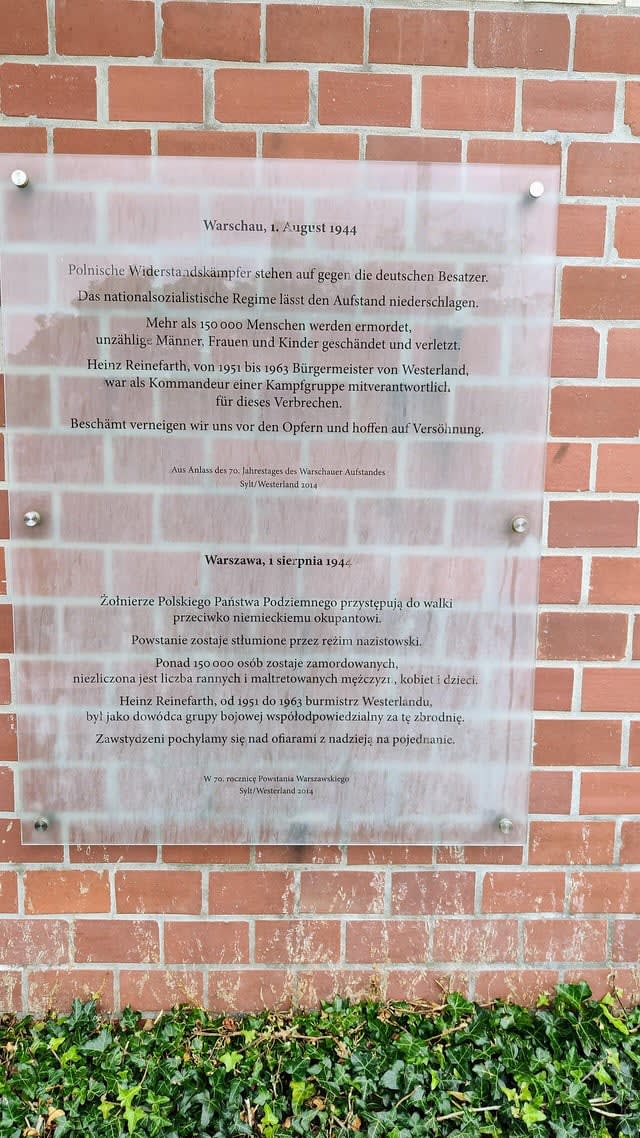 Warschau, 1. August 1944
Polnische Widerstandskämpfer stehen auf gegen die deutschen Besatzer.
Das nationalsozialistische Regime lässt den Aufstand niederschlagen.
Mehr als 150 000 Menschen werden ermordet,
unzählige Männer, Frauen und Kinder geschändet und verletzt.
Heinz Reinefarth, von 1951 bis 1963 Bürgermeister von Westerland,
war als Kommandeur einer Kampfgruppe mitverantwortlich
für dieses Verbrechen.
Beschämt verneigen wir uns vor den Opfern und hoffen auf Versöhnung.
Aus Anlass des 70. Jahrestages des Warschauer Aufstandes
Sylt/Westerland 2014
Warszawa, 1 sierpnia 1944
Żołnierze Polskiego Państwa Podziemnego przystępują do walki
przeciwko niemieckiemu okupantowi.
Powstanie zostaje stłumione przez reżim nazistowski.
Ponad 150 000 osób zostaje zamordowanych,
niezliczona jest liczba rannych i maltretowanych mężczyzn, kobiet i dzieci.
Heinz Reinefarth, od 1951 do 1963 burmistrz Westerlandu,
był jako dowódca grupy bojowej współodpowiedzialny za tę zbrodnię.
Zawstydzeni pochylamy się nad ofiarami z nadzieją na pojednanie.
W 70. rocznicę Powstania Warszawskiego
Sylt/Westerland 2014